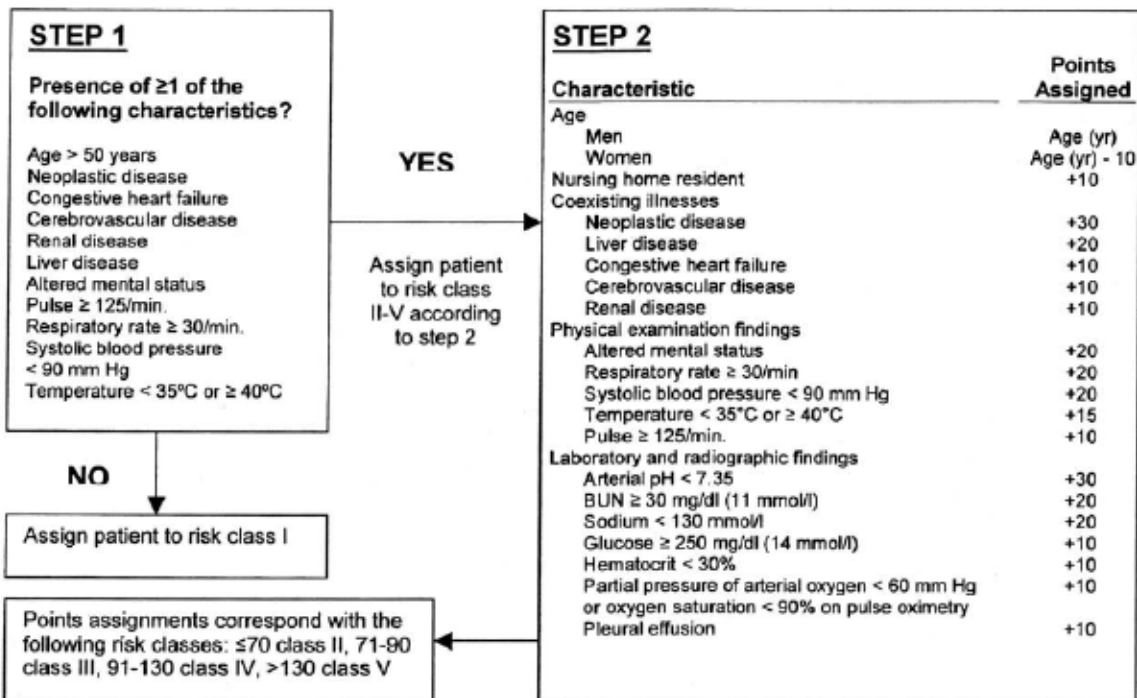 STEP 1
Presence of ≥1 of the
following characteristics?
Age > 50 years
Neoplastic disease
Congestive heart failure
Cerebrovascular disease
Renal disease
Liver disease
Altered mental status
Pulse ≥ 125/min.
Respiratory rate ≥ 30/min.
Systolic blood pressure
< 90 mm Hg
Temperature < 35ºC or ≥ 40ºC
YES
Assign patient
to risk class
II-V according
to step 2
NO
Assign patient to risk class I
STEP 2
Characteristic Points Assigned
Age
Men Age (yr)
Women Age (yr) - 10
Nursing home resident +10
Coexisting illnesses
Neoplastic disease +30
Liver disease +20
Congestive heart failure +10
Cerebrovascular disease +10
Renal disease +10
Physical examination findings
Altered mental status +20
Respiratory rate ≥ 30/min +20
Systolic blood pressure < 90 mm Hg +20
Temperature < 35°C or ≥ 40°C +15
Pulse ≥ 125/min. +10
Laboratory and radiographic findings
Arterial pH < 7.35 +30
BUN ≥ 30 mg/dl (11 mmol/l) +20
Sodium < 130 mmol/l +20
Glucose ≥ 250 mg/dl (14 mmol/l) +10
Hematocrit < 30% +10
Partial pressure of arterial oxygen < 60 mm Hg +10
or oxygen saturation < 90% on pulse oximetry
Pleural effusion +10
Points assignments correspond with the
following risk classes: ≤70 class II, 71-90
class III, 91-130 class IV, >130 class V